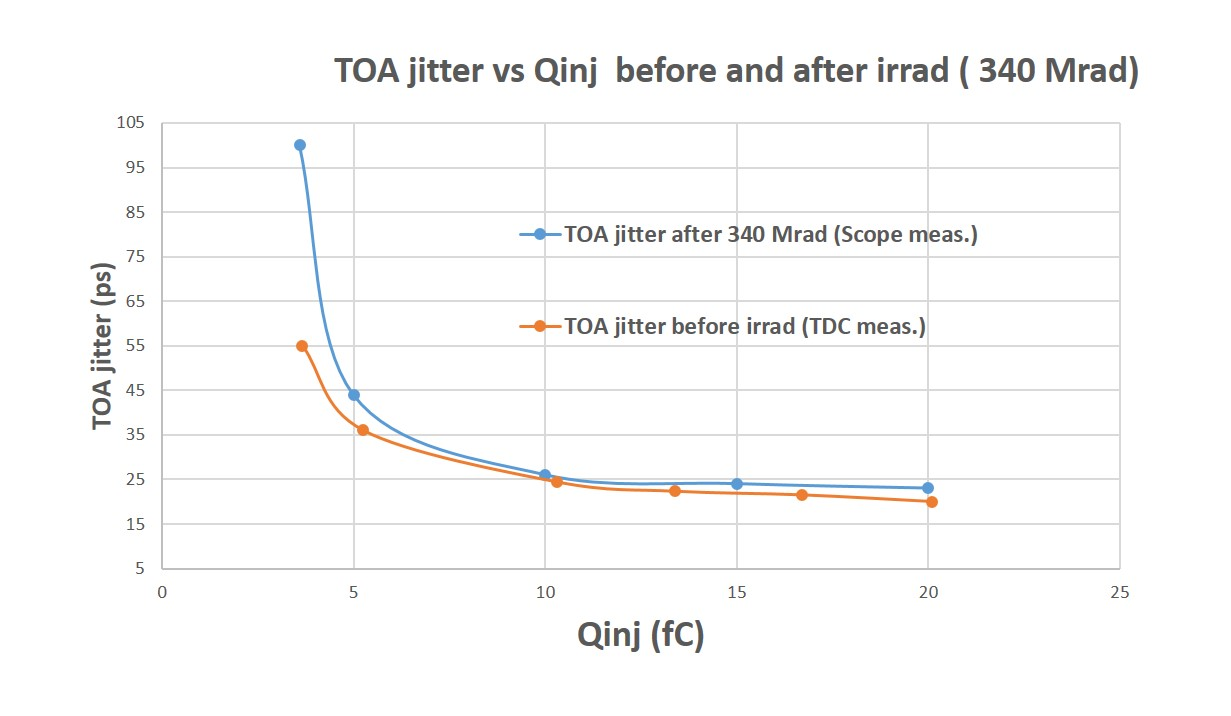 TOA jitter vs Qinj  before and after irrad ( 340 Mrad)
105
95
85
75
65
55
45
35
25
15
5
TOA jitter (ps)
TOA jitter after 340 Mrad (Scope meas.)
TOA jitter before irrad (TDC meas.)
0 5 10 15 20 25
Qinj (fC)